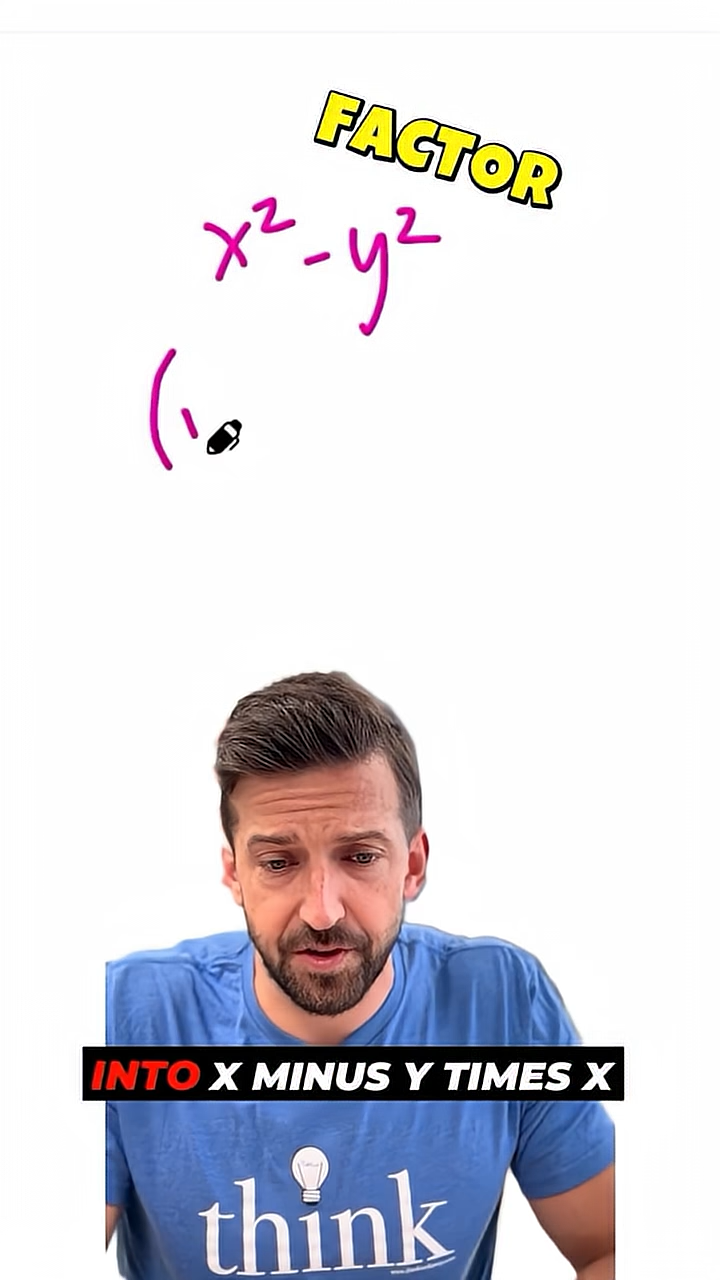 FACTOR
x² - y²
(
INTO X MINUS Y TIMES X
think